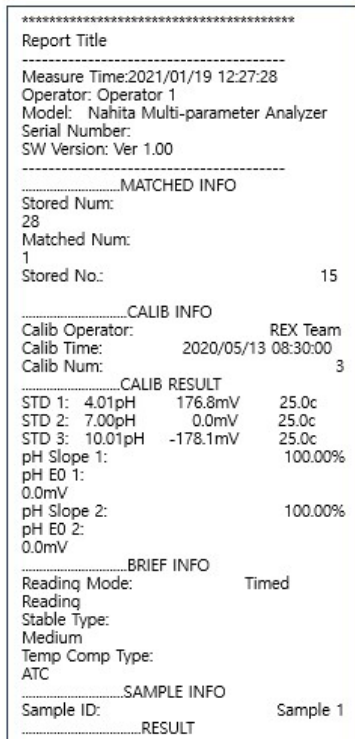 ***************************************
Report Title
----------------------------------------
Measure Time:2021/01/19 12:27:28
Operator: Operator 1
Model: Nahita Multi-parameter Analyzer
Serial Number:
SW Version: Ver 1.00
----------------------------------------
..............................MATCHED INFO
Stored Num:
28
Matched Num:
1
Stored No.: 15
................................CALIB INFO
Calib Operator: REX Team
Calib Time: 2020/05/13 08:30:00
Calib Num: 3
..............................CALIB RESULT
STD 1: 4.01pH 176.8mV 25.0c
STD 2: 7.00pH 0.0mV 25.0c
STD 3: 10.01pH -178.1mV 25.0c
pH Slope 1: 100.00%
pH E0 1:
0.0mV
pH Slope 2: 100.00%
pH E0 2:
0.0mV
................................BRIEF INFO
Reading Mode: Timed
Reading
Stable Type:
Medium
Temp Comp Type:
ATC
...............................SAMPLE INFO
Sample ID: Sample 1
....................................RESULT